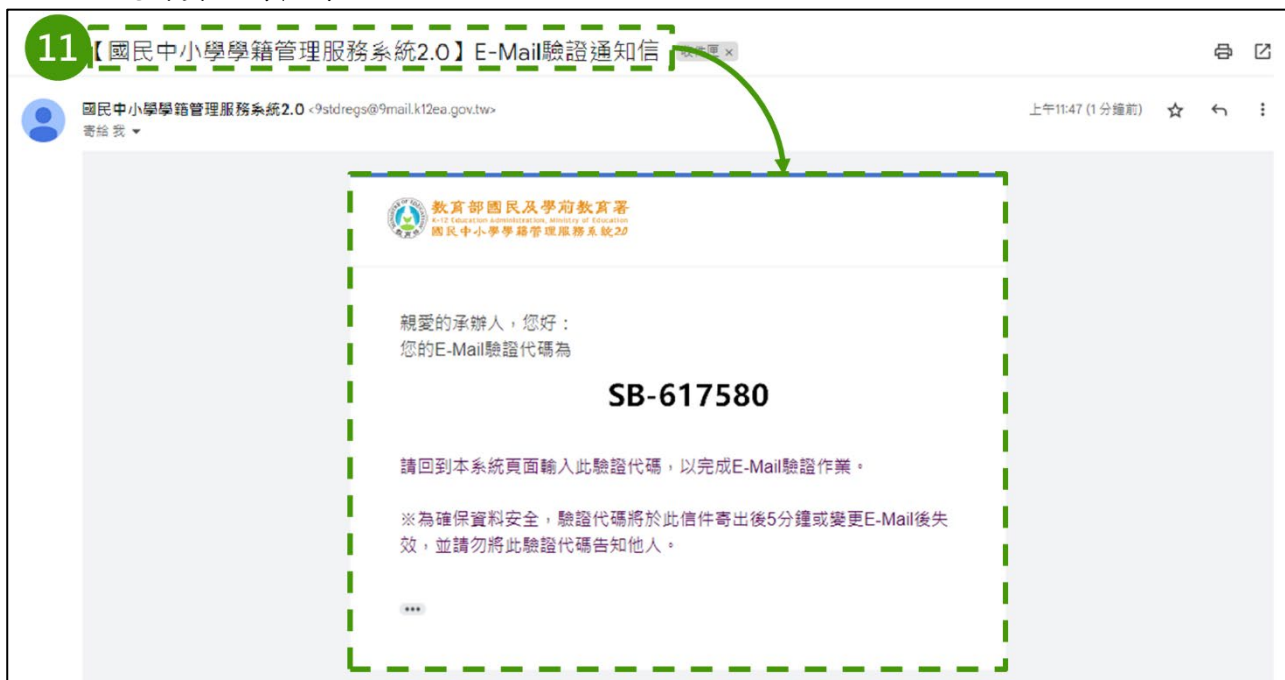 11
【國民中小學學籍管理服務系統2.0】E-Mail驗證通知信 收件匣 ×
國民中小學學籍管理服務系統2.0 <9stdregs@9mail.k12ea.gov.tw>
上午11:47 (1 分鐘前)
寄給 我
教育部國民及學前教育署
K-12 Education Administration, Ministry of Education
國民中小學學籍管理服務系統2.0
親愛的承辦人，您好：
您的E-Mail驗證代碼為
SB-617580
請回到本系統頁面輸入此驗證代碼，以完成E-Mail驗證作業。
※為確保資料安全，驗證代碼將於此信件寄出後5分鐘或變更E-Mail後失
效，並請勿將此驗證代碼告知他人。